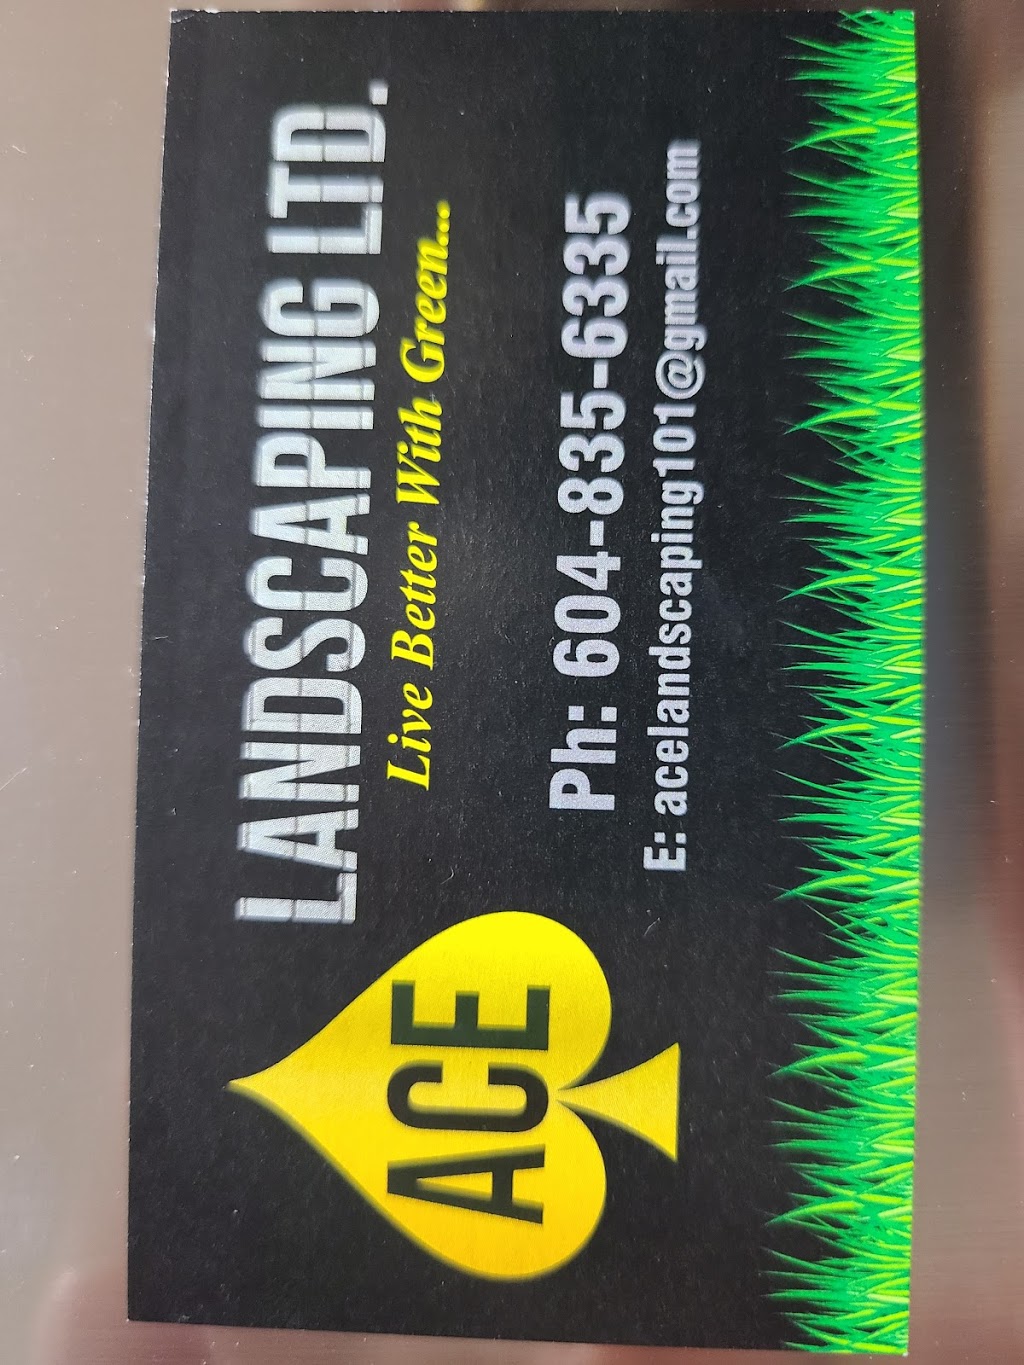 ACE
LANDSCAPING LTD.
Live Better With Green...
Ph: 604-835-6335
E: acelandscaping101@gmail.com